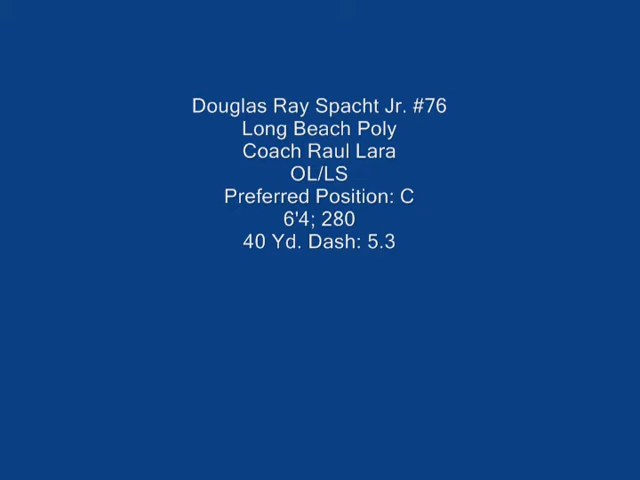 Douglas Ray Spacht Jr. #76
Long Beach Poly
Coach Raul Lara
OL/LS
Preferred Position: C
6'4; 280
40 Yd. Dash: 5.3